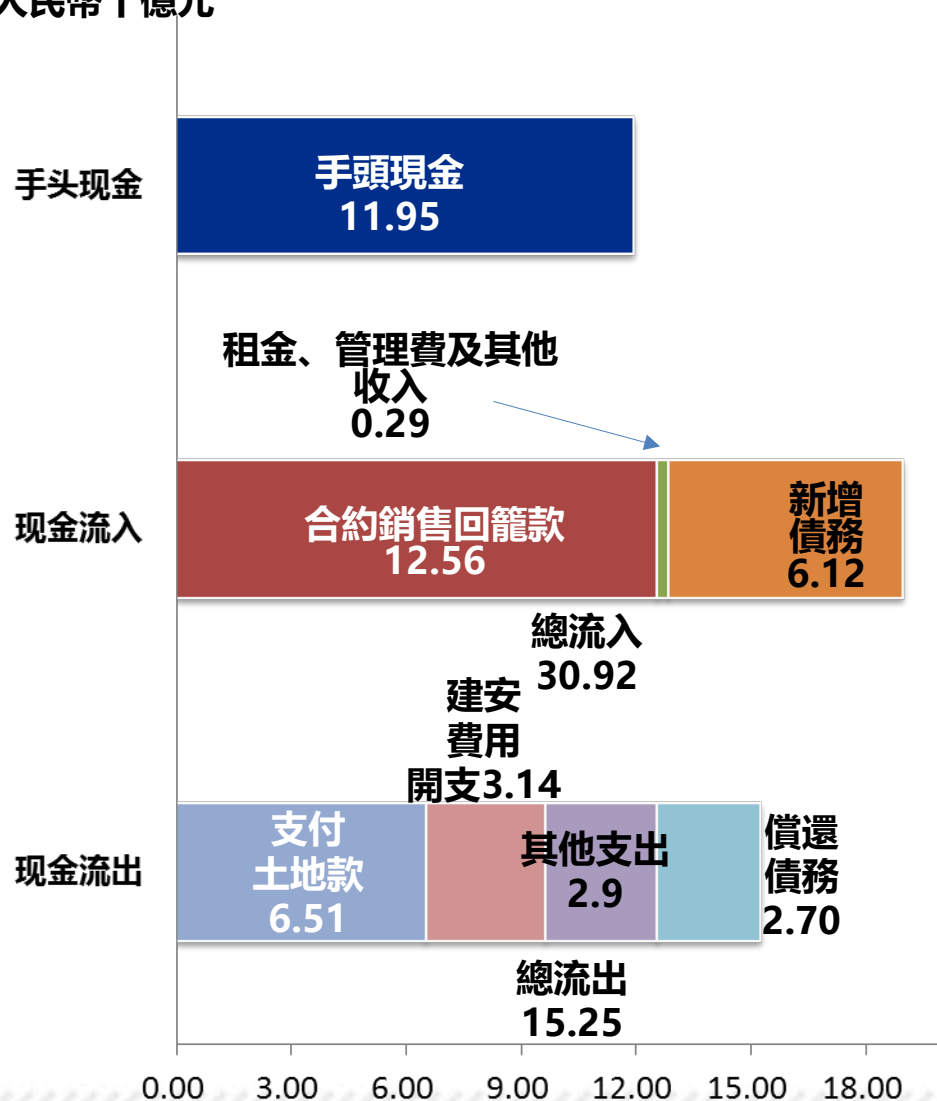 人民幣十億元
手头现金
手頭現金
11.95
租金、管理費及其他
收入
0.29
现金流入
合約銷售回籠款
12.56
新增
債務
6.12
總流入
30.92
建安
費用
開支3.14
现金流出
支付
土地款
6.51
其他支出
2.9
償還
債務
2.70
總流出
15.25
0.00 3.00 6.00 9.00 12.00 15.00 18.00